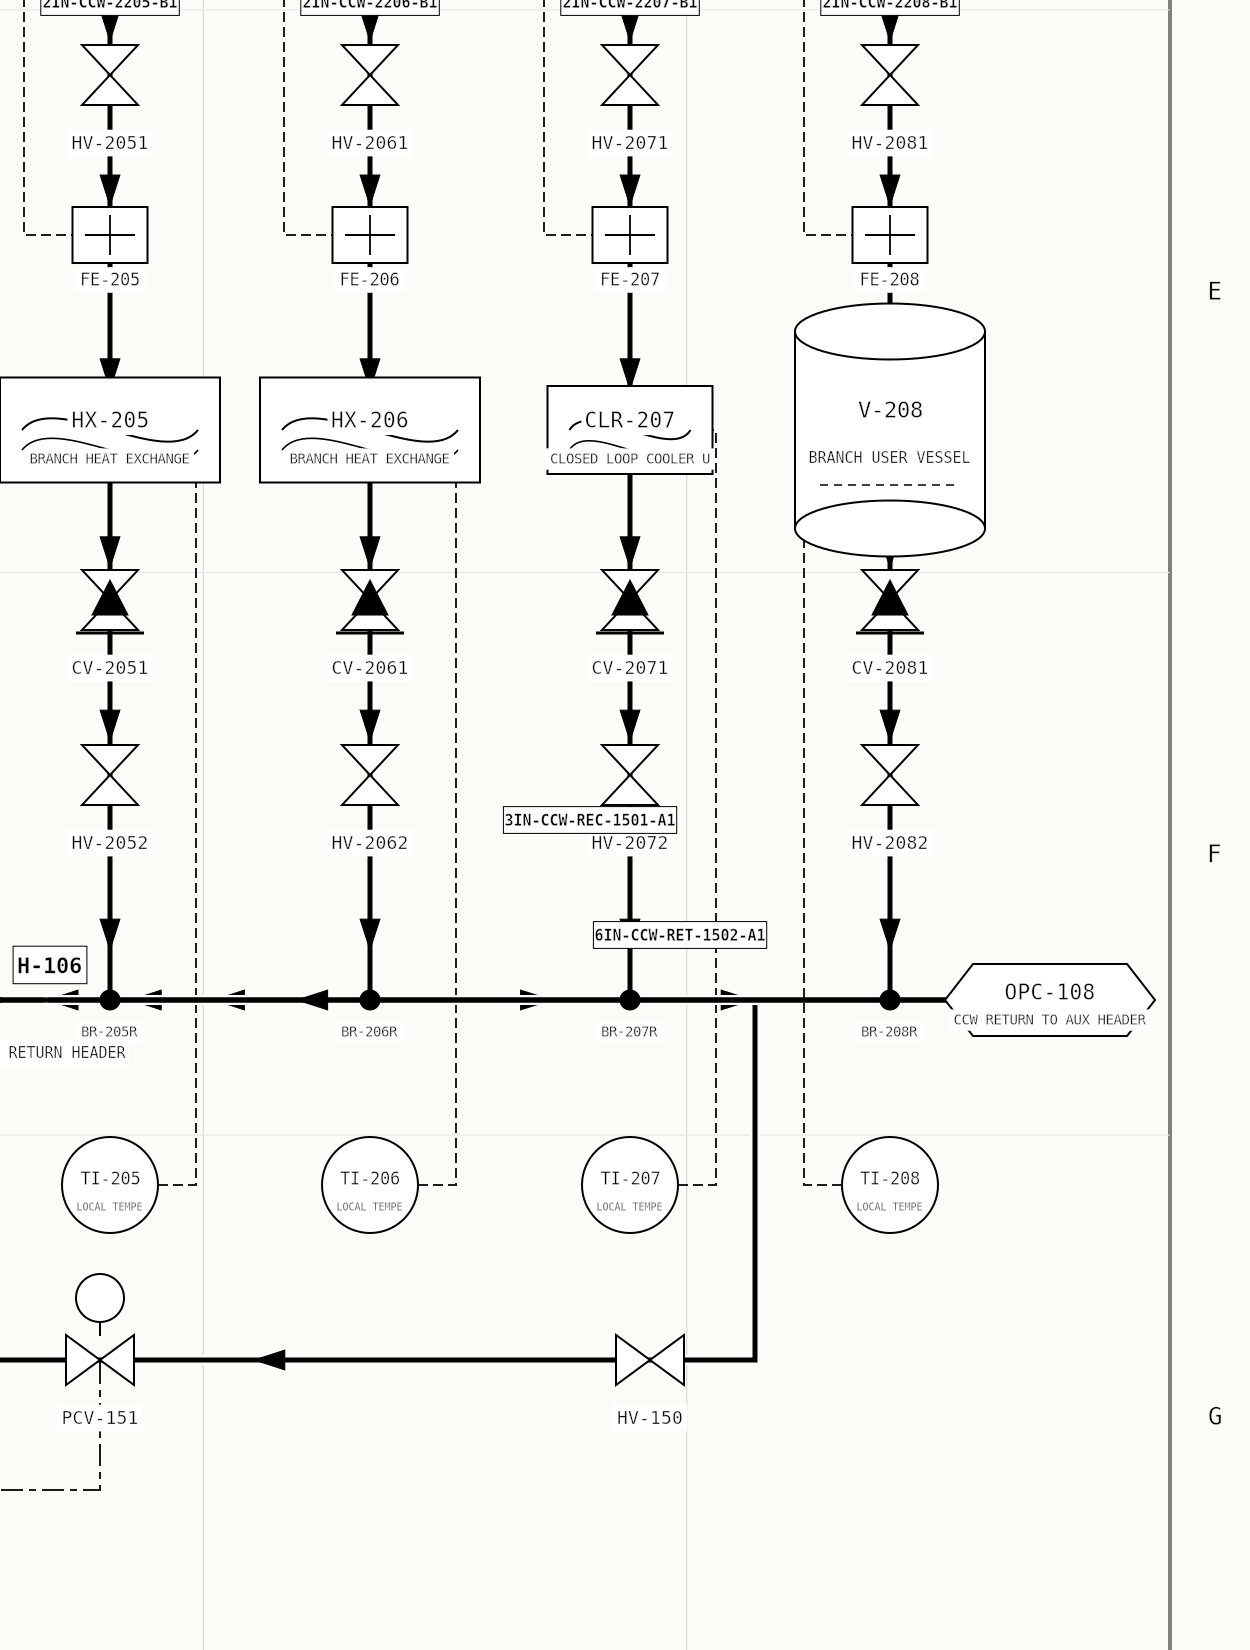 2IN-CCW-2205-B1
2IN-CCW-2206-B1
2IN-CCW-2207-B1
2IN-CCW-2208-B1
HV-2051
HV-2061
HV-2071
HV-2081
FE-205
FE-206
FE-207
FE-208
E
HX-205
BRANCH HEAT EXCHANGE
HX-206
BRANCH HEAT EXCHANGE
CLR-207
CLOSED LOOP COOLER U
V-208
BRANCH USER VESSEL
CV-2051
CV-2061
CV-2071
CV-2081
3IN-CCW-REC-1501-A1
HV-2052
HV-2062
HV-2072
HV-2082
F
6IN-CCW-RET-1502-A1
H-106
OPC-108
CCW RETURN TO AUX HEADER
BR-205R
BR-206R
BR-207R
BR-208R
RETURN HEADER
TI-205
LOCAL TEMPE
TI-206
LOCAL TEMPE
TI-207
LOCAL TEMPE
TI-208
LOCAL TEMPE
PCV-151
HV-150
G